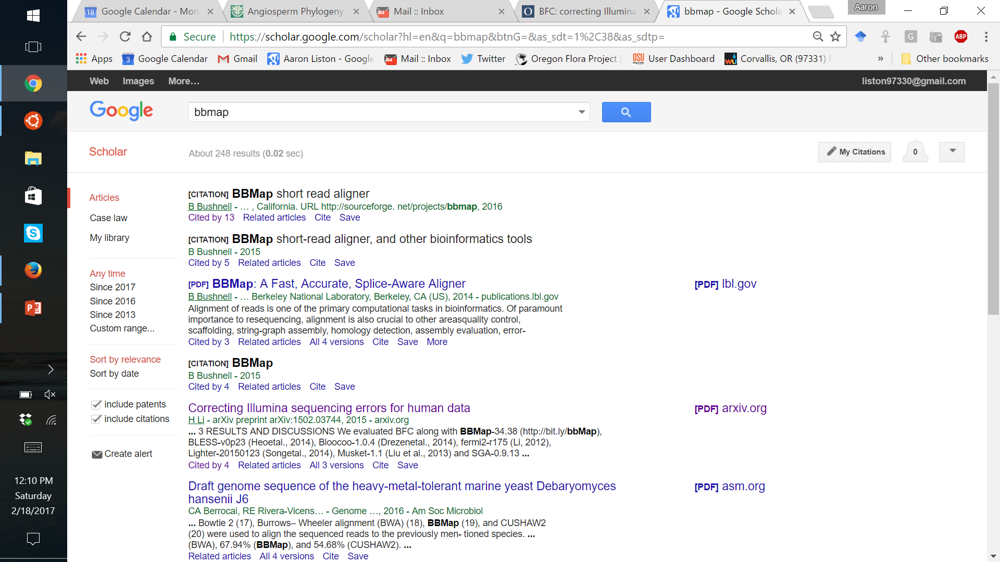 Google Calendar - Mon
Angiosperm Phylogeny
Mail :: Inbox
BFC: correcting Illumina
bbmap - Google Schola
Aaron
Secure
https://scholar.google.com/scholar?hl=en&q=bbmap&btnG=&as_sdt=1%2C38&as_sdtp=
G
ABP
Apps
3 Google Calendar
Gmail
Aaron Liston - Google
Mail :: Inbox
Twitter
Oregon Flora Project
OSU User Dashboard
Corvallis, OR (97331) F
»
Other bookmarks
Web Images More…
liston97330@gmail.com
Google
bbmap
Scholar
About 248 results (0.02 sec)
My Citations
0
Articles
Case law
My library
Any time
Since 2017
Since 2016
Since 2013
Custom range...
Sort by relevance
Sort by date
include patents
include citations
Create alert
[CITATION] BBMap short read aligner
B Bushnell - … , California. URL http://sourceforge. net/projects/bbmap, 2016
Cited by 13 Related articles Cite Save
[CITATION] BBMap short-read aligner, and other bioinformatics tools
B Bushnell - 2015
Cited by 5 Related articles Cite Save
[PDF] BBMap: A Fast, Accurate, Splice-Aware Aligner
[PDF] lbl.gov
B Bushnell - … Berkeley National Laboratory, Berkeley, CA (US), 2014 - publications.lbl.gov
Alignment of reads is one of the primary computational tasks in bioinformatics. Of paramount
importance to resequencing, alignment is also crucial to other areasquality control,
scaffolding, string-graph assembly, homology detection, assembly evaluation, error-
Cited by 3 Related articles All 4 versions Cite Save More
[CITATION] BBMap
B Bushnell - 2015
Cited by 4 Related articles Cite Save
Correcting Illumina sequencing errors for human data
[PDF] arxiv.org
H Li - arXiv preprint arXiv:1502.03744, 2015 - arxiv.org
... 3 RESULTS AND DISCUSSIONS We evaluated BFC along with BBMap-34.38 (http://bit.ly/bbMap),
BLESS-v0p23 (Heoetal., 2014), Bloocoo-1.0.4 (Drezenetal., 2014), fermi2-r175 (Li, 2012),
Lighter-20150123 (Songetal., 2014), Musket-1.1 (Liu et al., 2013) and SGA-0.9.13 ...
Cited by 4 Related articles All 3 versions Cite Save
Draft genome sequence of the heavy-metal-tolerant marine yeast Debaryomyces
hansenii J6
[PDF] asm.org
CA Berrocal, RE Rivera-Vicens… - Genome …, 2016 - Am Soc Microbiol
... Bowtie 2 (17), Burrows– Wheeler alignment (BWA) (18), BBMap (19), and CUSHAW2
(20) were used to align the sequenced reads to the previously men- tioned species. ...
(BWA), 67.94% (BBMap), and 54.68% (CUSHAW2). ...
Related articles All 4 versions Cite Save
12:10 PM
Saturday
2/18/2017